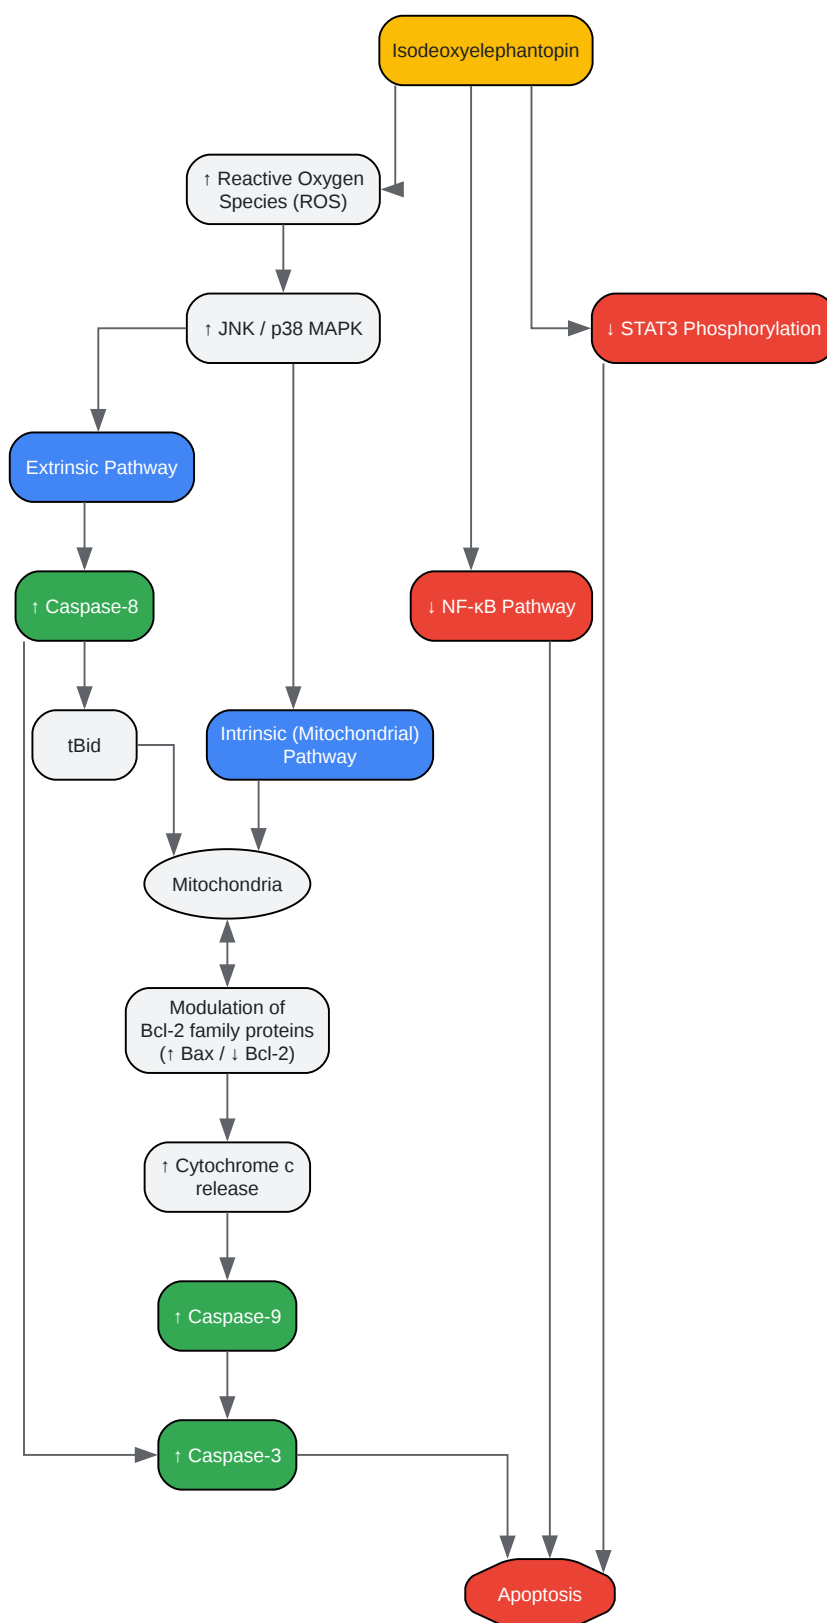 Isodeoxyelephantopin
↑ Reactive Oxygen
Species (ROS)
↑ JNK / p38 MAPK
↓ STAT3 Phosphorylation
Extrinsic Pathway
↑ Caspase-8
↓ NF-κB Pathway
tBid
Intrinsic (Mitochondrial)
Pathway
Mitochondria
Modulation of
Bcl-2 family proteins
(↑ Bax / ↓ Bcl-2)
↑ Cytochrome c
release
↑ Caspase-9
↑ Caspase-3
Apoptosis